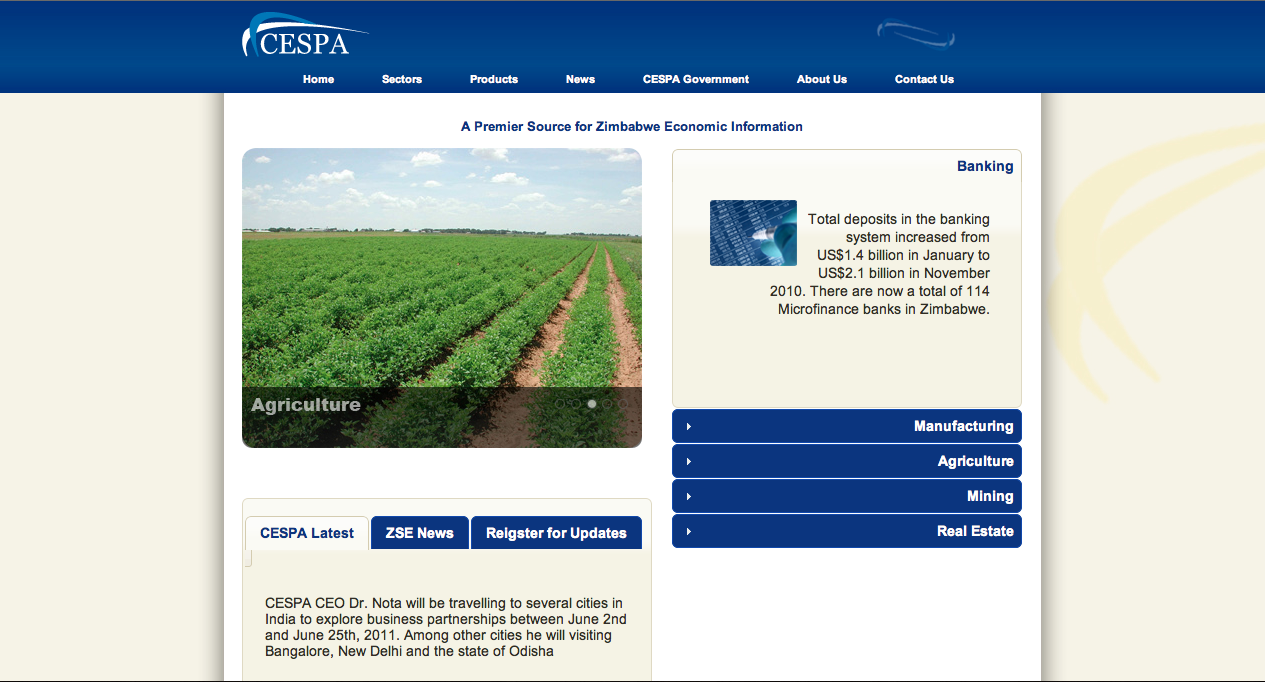 CESPA
Home Sectors Products News CESPA Government About Us Contact Us
A Premier Source for Zimbabwe Economic Information
Agriculture
Banking
Total deposits in the banking
system increased from
US$1.4 billion in January to
US$2.1 billion in November
2010. There are now a total of 114
Microfinance banks in Zimbabwe.
Manufacturing
Agriculture
Mining
Real Estate
CESPA Latest ZSE News Reigster for Updates
CESPA CEO Dr. Nota will be travelling to several cities in
India to explore business partnerships between June 2nd
and June 25th, 2011. Among other cities he will visiting
Bangalore, New Delhi and the state of Odisha